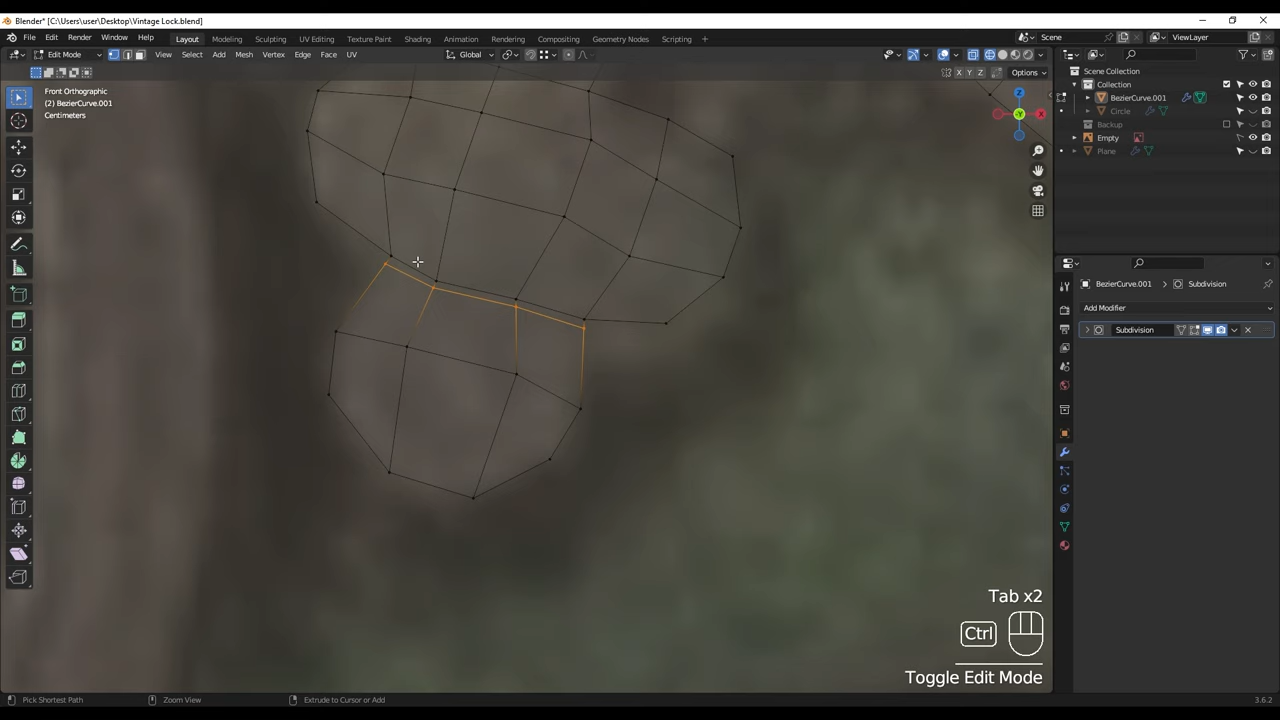 Blender* [C:\Users\user\Desktop\Vintage Lock.blend]
File Edit Render Window Help Layout Modeling Sculpting UV Editing Texture Paint Shading Animation Rendering Compositing Geometry Nodes Scripting + Scene ViewLayer
Edit Mode View Select Add Mesh Vertex Edge Face UV Global
X Y Z Options
Front Orthographic
(2) BezierCurve.001
Centimeters
Scene Collection
Collection
BezierCurve.001
Circle
Backup
Empty
Plane
BezierCurve.001 > Subdivision
Add Modifier
Subdivision
Tab x2
Ctrl
Toggle Edit Mode
Pick Shortest Path Zoom View Extrude to Cursor or Add 3.6.2